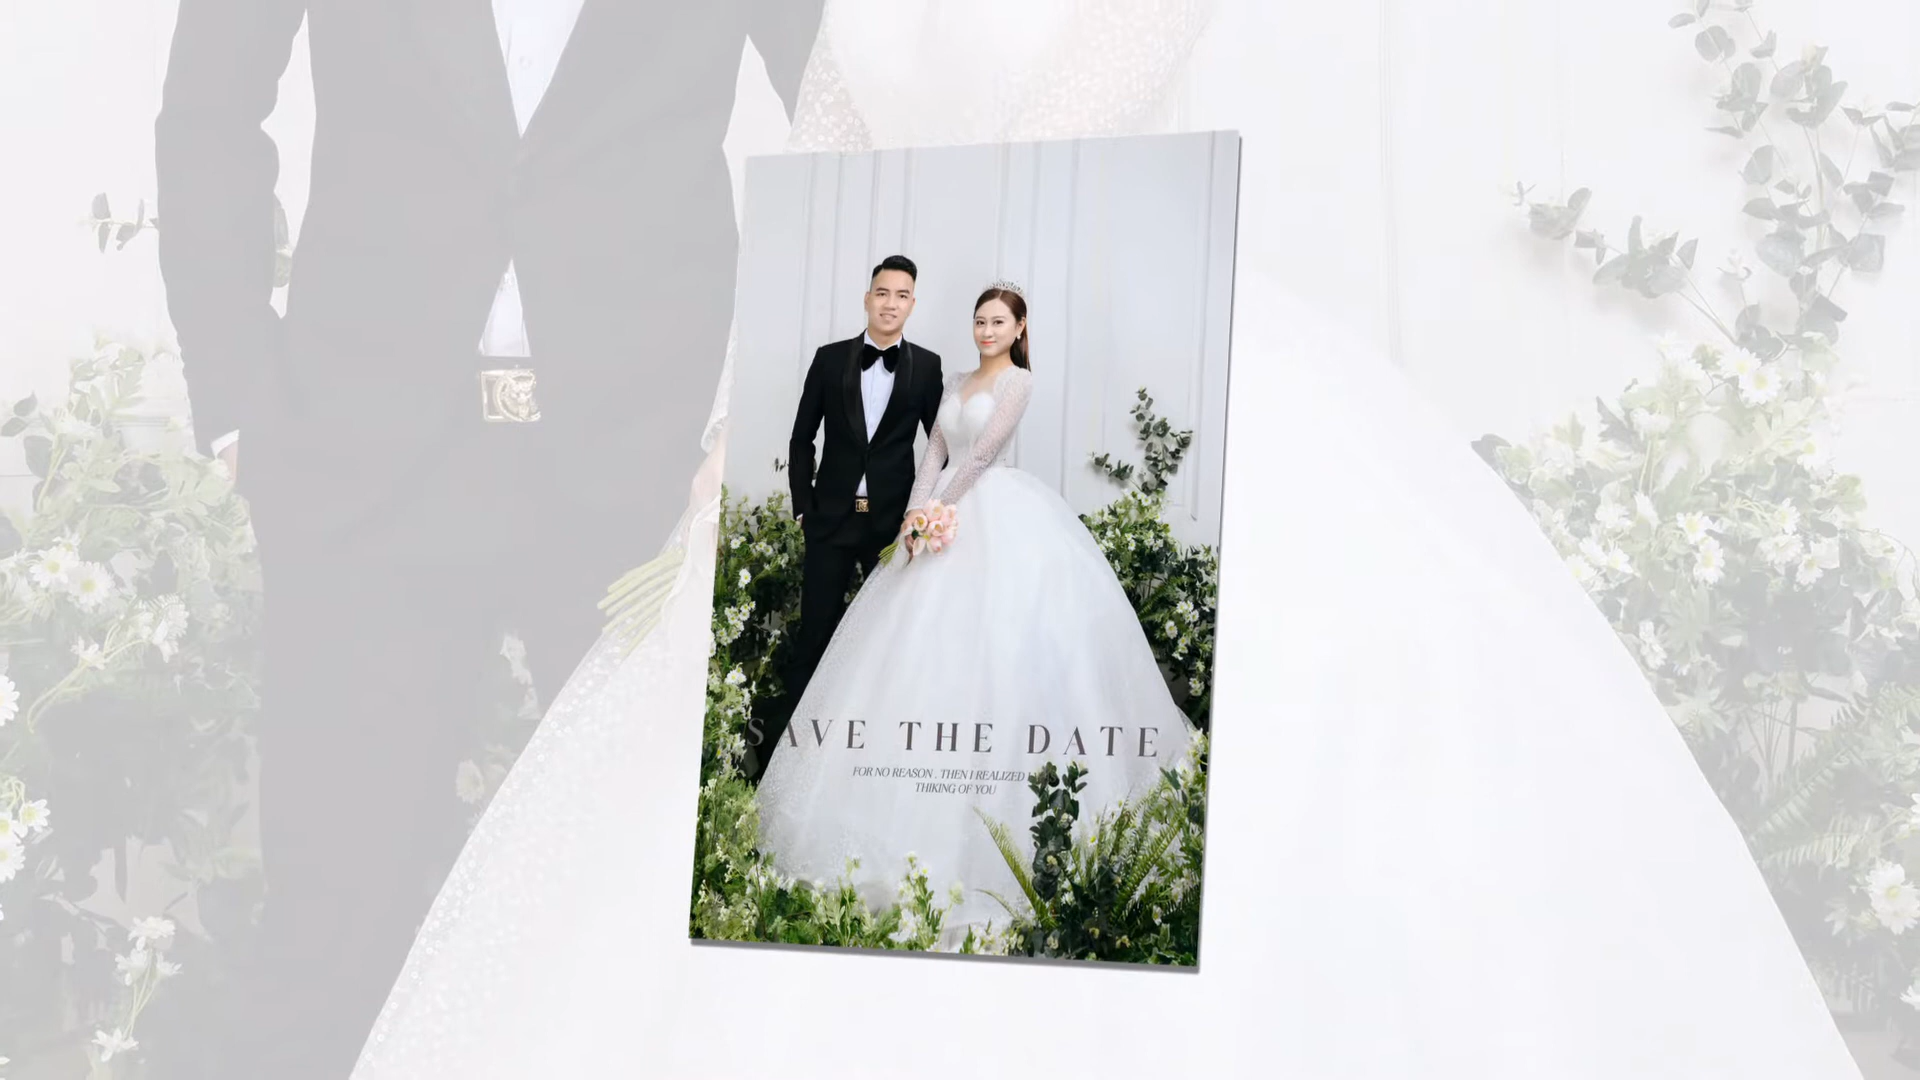 SAVE THE DATE
FOR NO REASON , THEN I REALIZED
THIKING OF YOU